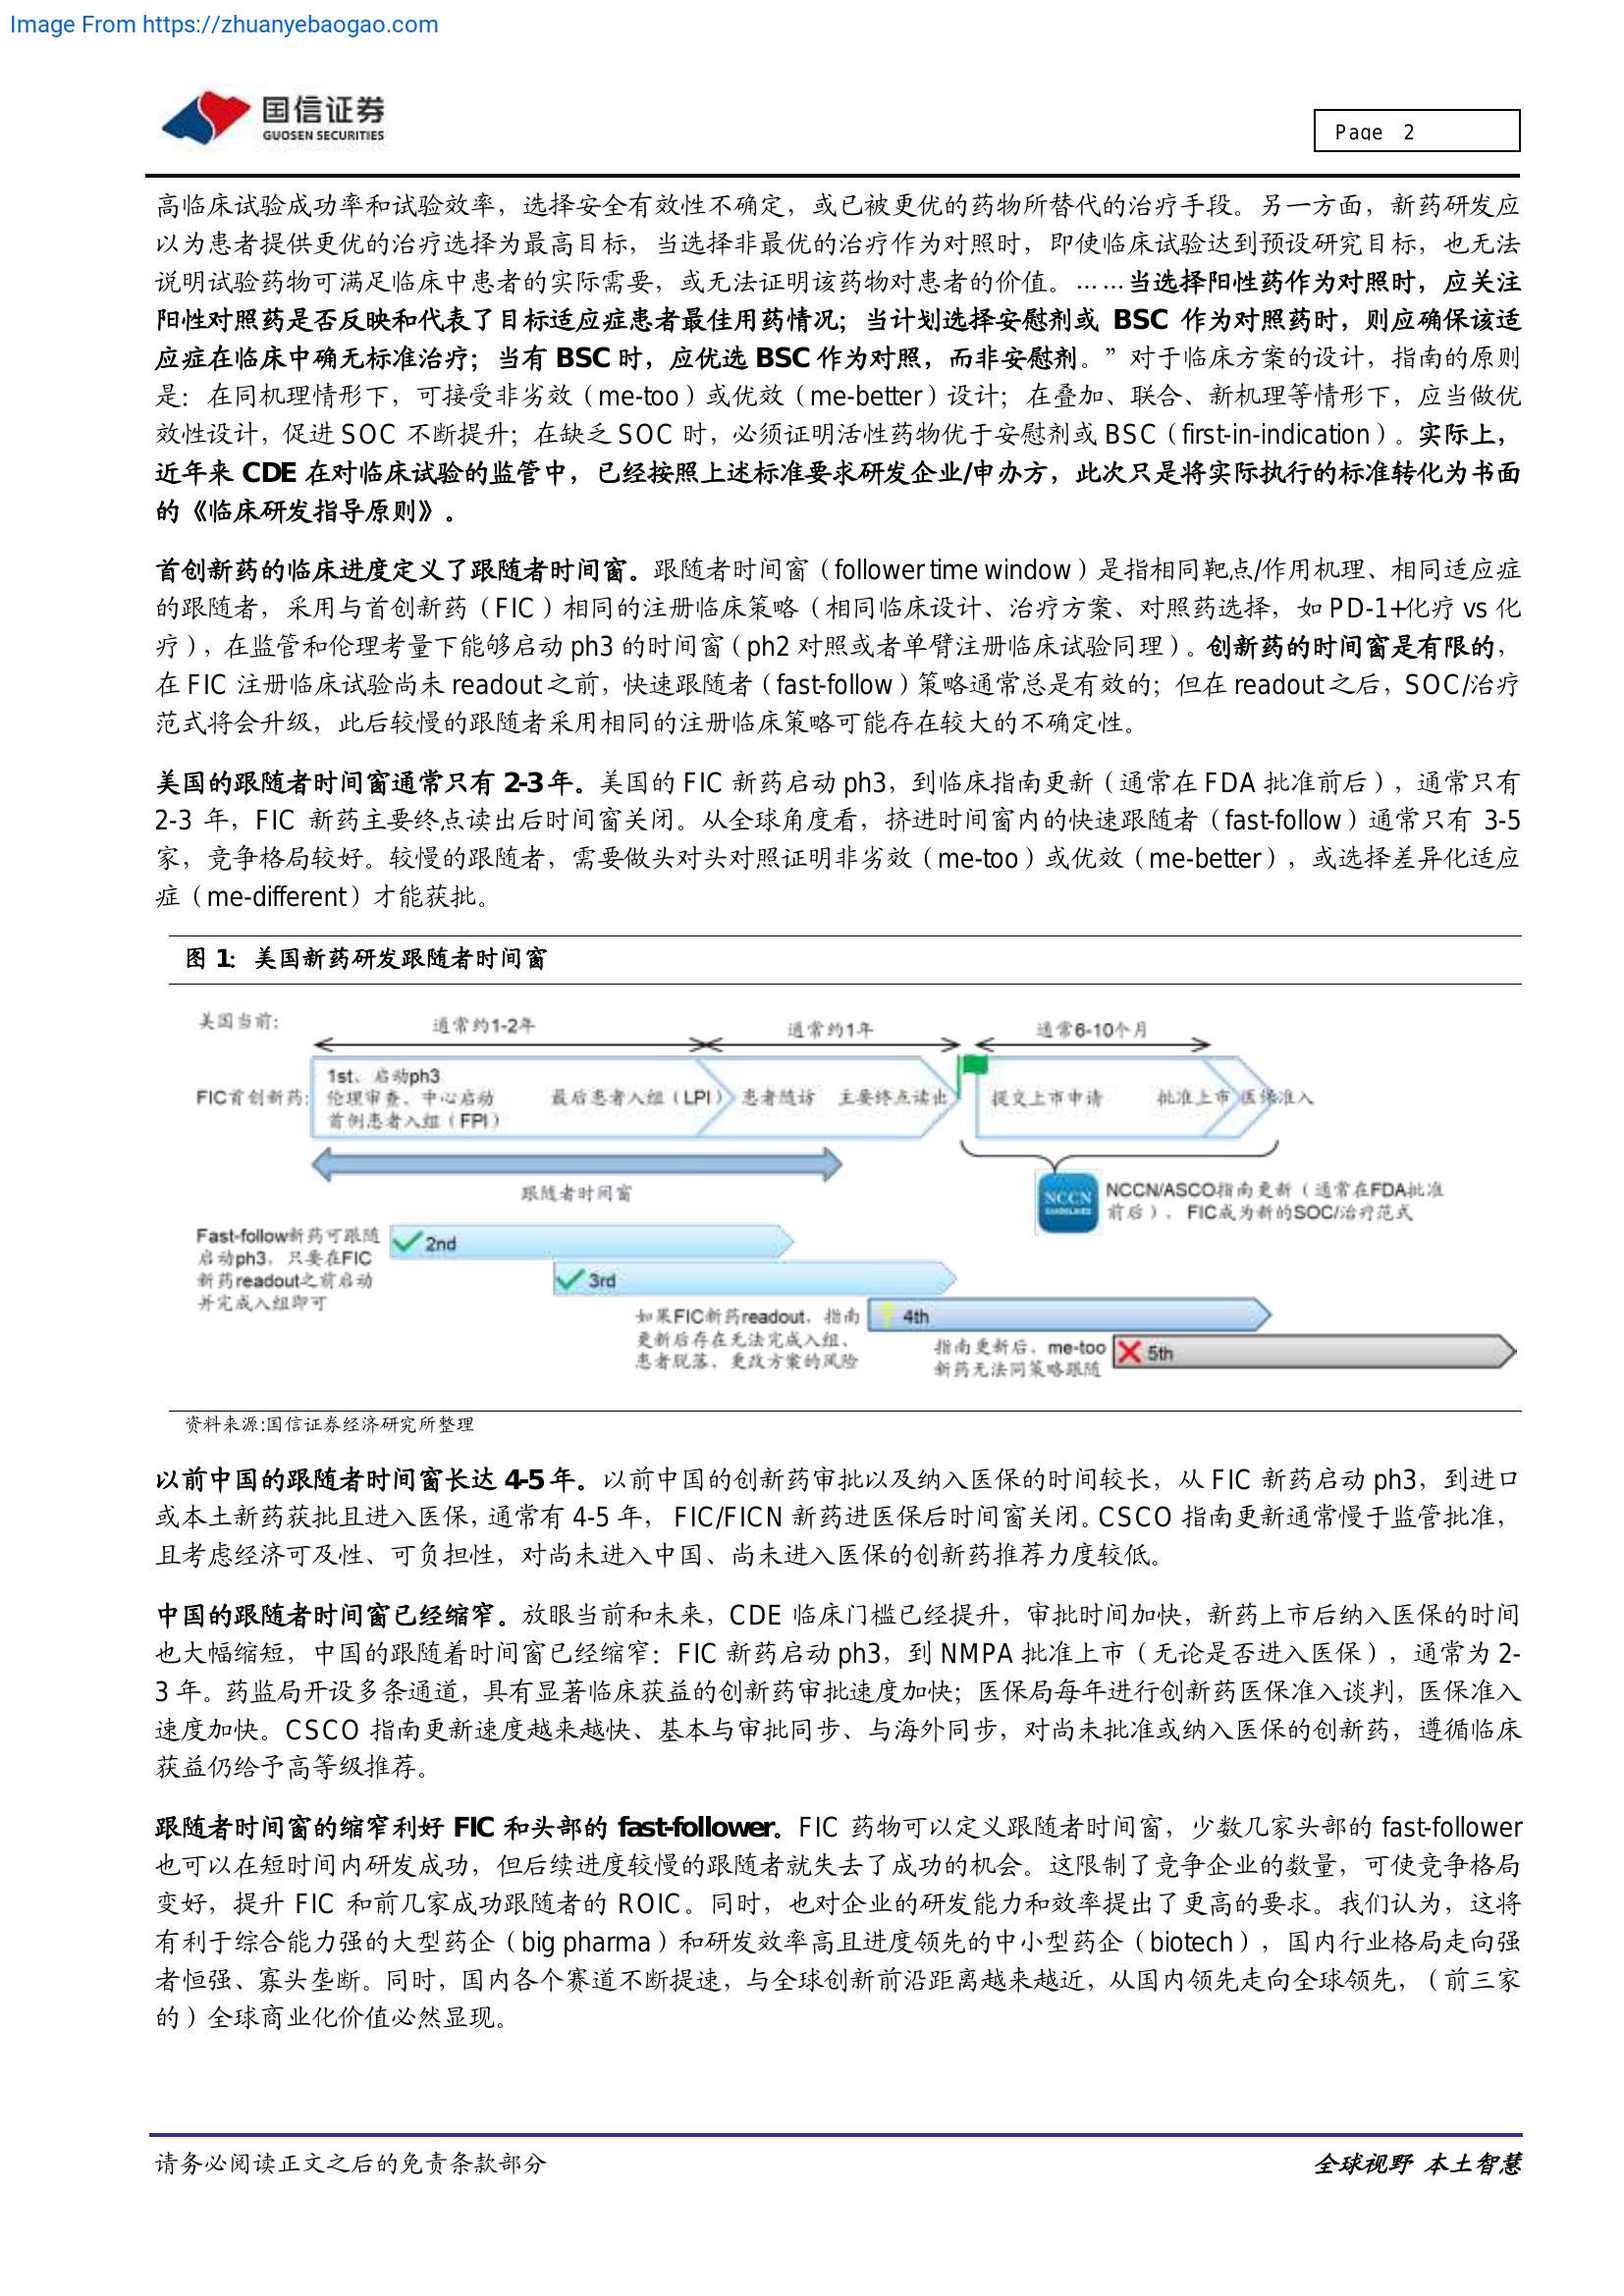 Image From https://zhuanyebaogao.com
国信证券
GUOSEN SECURITIES
Page 2
高临床试验成功率和试验效率，选择安全有效性不确定，或已被更优的药物所替代的治疗手段。另一方面，新药研发应
以为患者提供更优的治疗选择为最高目标，当选择非最优的治疗作为对照时，即使临床试验达到预设研究目标，也无法
说明试验药物可满足临床中患者的实际需要，或无法证明该药物对患者的价值。……当选择阳性药作为对照时，应关注
阳性对照药是否反映和代表了目标适应症患者最佳用药情况；当计划选择安慰剂或 BSC 作为对照药时，则应确保该适
应症在临床中确无标准治疗；当有 BSC 时，应优选 BSC 作为对照，而非安慰剂。”对于临床方案的设计，指南的原则
是：在同机理情形下，可接受非劣效（me-too）或优效（me-better）设计；在叠加、联合、新机理等情形下，应当做优
效性设计，促进 SOC 不断提升；在缺乏 SOC 时，必须证明活性药物优于安慰剂或 BSC（first-in-indication）。实际上，
近年来 CDE 在对临床试验的监管中，已经按照上述标准要求研发企业/申办方，此次只是将实际执行的标准转化为书面
的《临床研发指导原则》。
首创新药的临床进度定义了跟随者时间窗。跟随者时间窗（follower time window）是指相同靶点/作用机理、相同适应症
的跟随者，采用与首创新药（FIC）相同的注册临床策略（相同临床设计、治疗方案、对照药选择，如 PD-1+化疗 vs 化
疗），在监管和伦理考量下能够启动 ph3 的时间窗（ph2 对照或者单臂注册临床试验同理）。创新药的时间窗是有限的，
在 FIC 注册临床试验尚未 readout 之前，快速跟随者（fast-follow）策略通常总是有效的；但在 readout 之后，SOC/治疗
范式将会升级，此后较慢的跟随者采用相同的注册临床策略可能存在较大的不确定性。
美国的跟随者时间窗通常只有 2-3 年。美国的 FIC 新药启动 ph3，到临床指南更新（通常在 FDA 批准前后），通常只有
2-3 年，FIC 新药主要终点读出后时间窗关闭。从全球角度看，挤进时间窗内的快速跟随者（fast-follow）通常只有 3-5
家，竞争格局较好。较慢的跟随者，需要做头对头对照证明非劣效（me-too）或优效（me-better），或选择差异化适应
症（me-different）才能获批。
图 1：美国新药研发跟随者时间窗
美国当前：
通常约1-2年
通常约1年
通常6-10个月
FIC首创新药：
1st、启动ph3
伦理审查、中心启动
首例患者入组（FPI）
最后患者入组（LPI）
患者随访
主要终点读出
提交上市申请
批准上市
医保准入
跟随者时间窗
NCCN
GUIDELINES
NCCN/ASCO指南更新（通常在FDA批准
前后），FIC成为新的SOC/治疗范式
Fast-follow新药可跟随
启动ph3，只要在FIC
新药readout之前启动
并完成入组即可
2nd
3rd
如果FIC新药readout，指南
更新后存在无法完成入组、
患者脱落、更改方案的风险
4th
指南更新后，me-too
新药无法同策略跟随
5th
资料来源:国信证券经济研究所整理
以前中国的跟随者时间窗长达 4-5 年。以前中国的创新药审批以及纳入医保的时间较长，从 FIC 新药启动 ph3，到进口
或本土新药获批且进入医保，通常有 4-5 年， FIC/FICN 新药进医保后时间窗关闭。CSCO 指南更新通常慢于监管批准，
且考虑经济可及性、可负担性，对尚未进入中国、尚未进入医保的创新药推荐力度较低。
中国的跟随者时间窗已经缩窄。放眼当前和未来，CDE 临床门槛已经提升，审批时间加快，新药上市后纳入医保的时间
也大幅缩短，中国的跟随着时间窗已经缩窄：FIC 新药启动 ph3，到 NMPA 批准上市（无论是否进入医保），通常为 2-
3 年。药监局开设多条通道，具有显著临床获益的创新药审批速度加快；医保局每年进行创新药医保准入谈判，医保准入
速度加快。CSCO 指南更新速度越来越快、基本与审批同步、与海外同步，对尚未批准或纳入医保的创新药，遵循临床
获益仍给予高等级推荐。
跟随者时间窗的缩窄利好 FIC 和头部的 fast-follower。FIC 药物可以定义跟随者时间窗，少数几家头部的 fast-follower
也可以在短时间内研发成功，但后续进度较慢的跟随者就失去了成功的机会。这限制了竞争企业的数量，可使竞争格局
变好，提升 FIC 和前几家成功跟随者的 ROIC。同时，也对企业的研发能力和效率提出了更高的要求。我们认为，这将
有利于综合能力强的大型药企（big pharma）和研发效率高且进度领先的中小型药企（biotech），国内行业格局走向强
者恒强、寡头垄断。同时，国内各个赛道不断提速，与全球创新前沿距离越来越近，从国内领先走向全球领先，（前三家
的）全球商业化价值必然显现。
请务必阅读正文之后的免责条款部分
全球视野 本土智慧